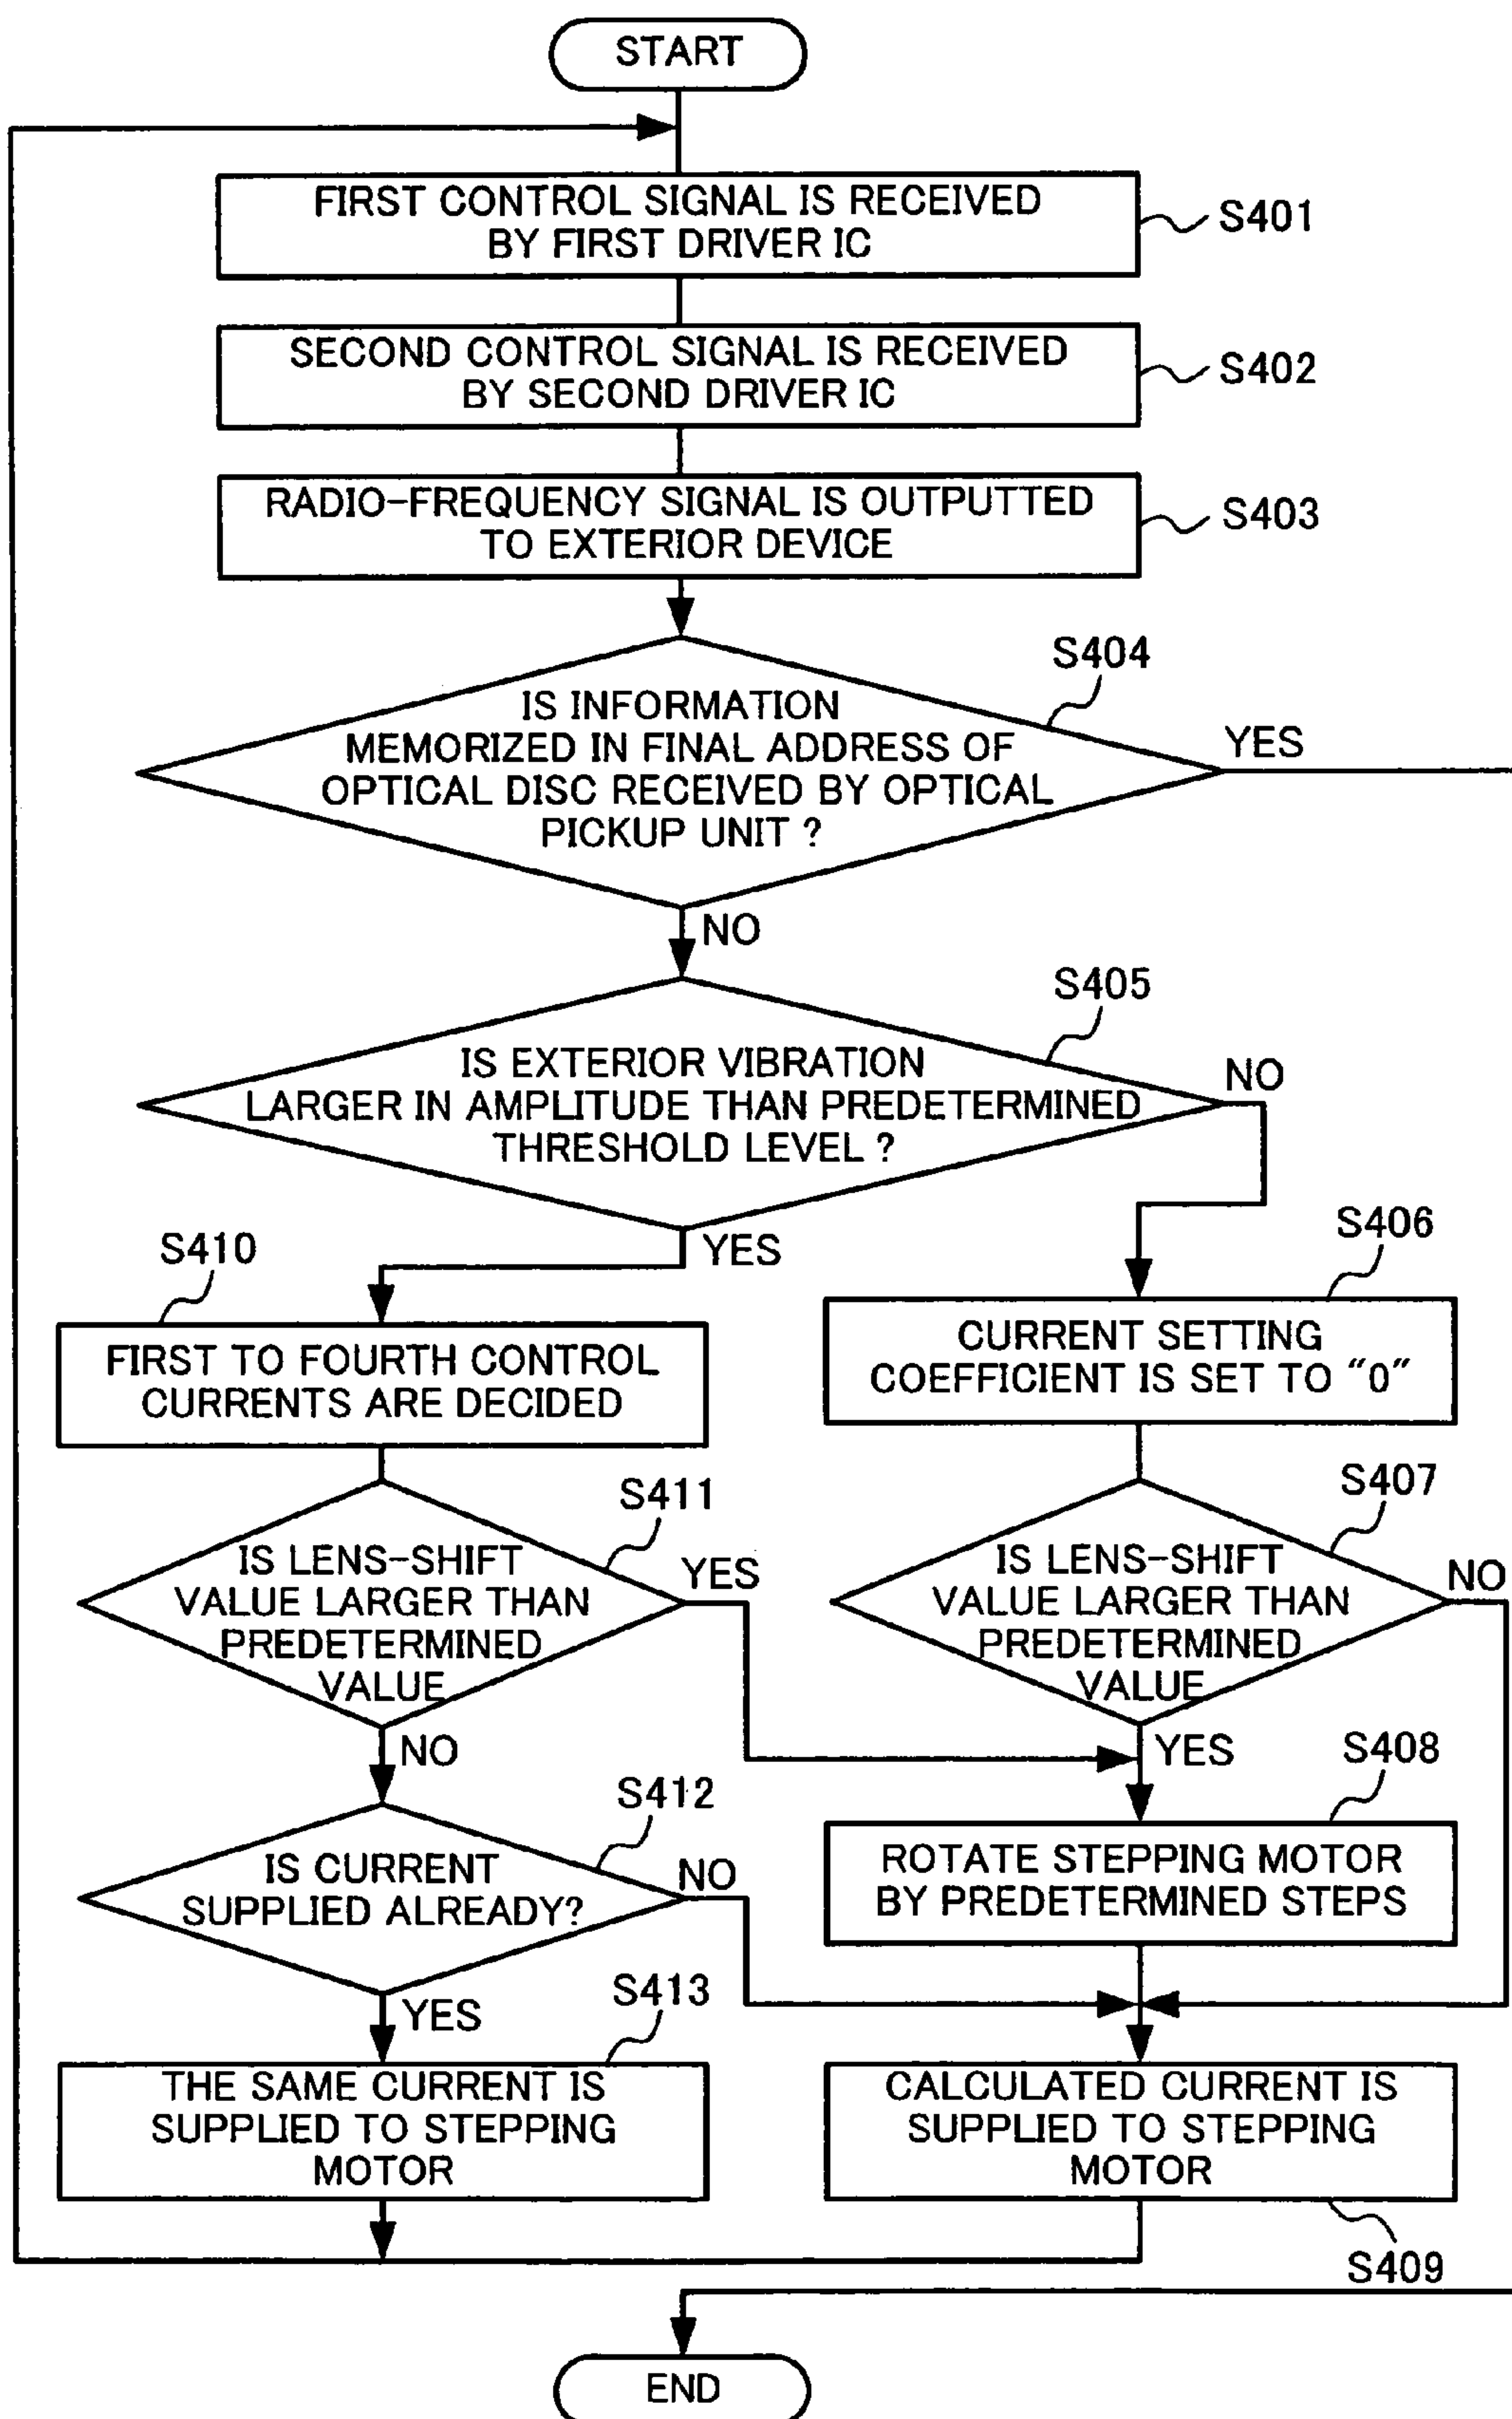 START
FIRST CONTROL SIGNAL IS RECEIVED
BY FIRST DRIVER IC
S401
SECOND CONTROL SIGNAL IS RECEIVED
BY SECOND DRIVER IC
S402
RADIO-FREQUENCY SIGNAL IS OUTPUTTED
TO EXTERIOR DEVICE
S403
S404
IS INFORMATION
MEMORIZED IN FINAL ADDRESS OF
OPTICAL DISC RECEIVED BY OPTICAL
PICKUP UNIT ?
YES
NO
S405
IS EXTERIOR VIBRATION
LARGER IN AMPLITUDE THAN PREDETERMINED
THRESHOLD LEVEL ?
NO
YES
S410
FIRST TO FOURTH CONTROL
CURRENTS ARE DECIDED
S406
CURRENT SETTING
COEFFICIENT IS SET TO "0"
S411
IS LENS-SHIFT
VALUE LARGER THAN
PREDETERMINED
VALUE
YES
NO
S407
IS LENS-SHIFT
VALUE LARGER THAN
PREDETERMINED
VALUE
NO
YES
S408
ROTATE STEPPING MOTOR
BY PREDETERMINED STEPS
S412
IS CURRENT
SUPPLIED ALREADY?
NO
YES
S413
THE SAME CURRENT IS
SUPPLIED TO STEPPING
MOTOR
CALCULATED CURRENT IS
SUPPLIED TO STEPPING
MOTOR
S409
END